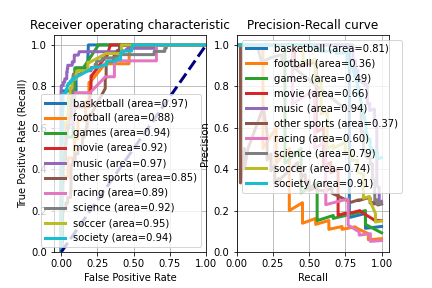 Receiver operating characteristic
True Positive Rate (Recall)
1.0
0.8
0.6
0.4
0.2
0.0
basketball (area=0.97)
football (area=0.88)
games (area=0.94)
movie (area=0.92)
music (area=0.97)
other sports (area=0.85)
racing (area=0.89)
science (area=0.92)
soccer (area=0.95)
society (area=0.94)
0.00 0.25 0.50 0.75 1.00
False Positive Rate
Precision-Recall curve
Precision
1.0
0.8
0.6
0.4
0.2
0.0
basketball (area=0.81)
football (area=0.36)
games (area=0.49)
movie (area=0.66)
music (area=0.94)
other sports (area=0.37)
racing (area=0.60)
science (area=0.79)
soccer (area=0.74)
society (area=0.91)
0.00 0.25 0.50 0.75 1.00
Recall